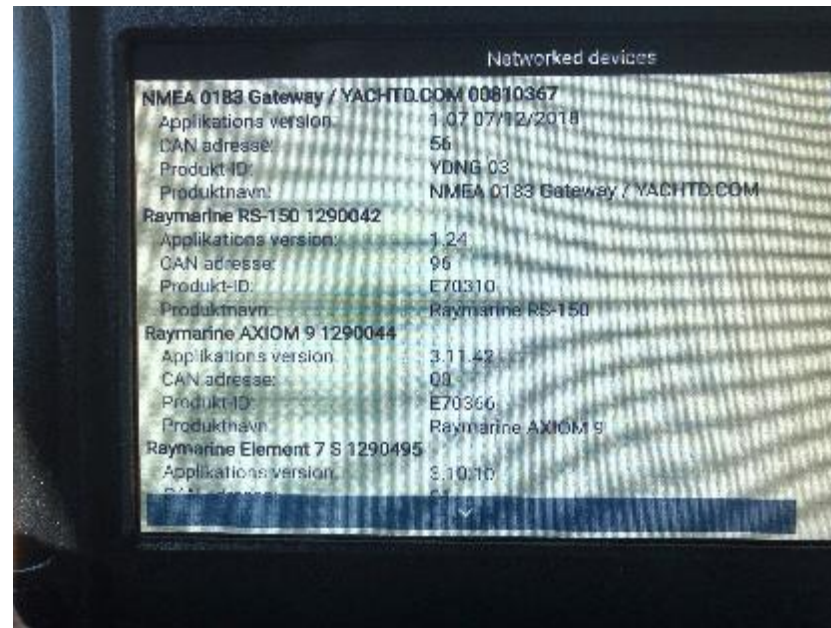 Networked devices
NMEA 0183 Gateway / YACHTD.COM 00810367
Applikations version: 1.07 07/12/2018
CAN adresse: 56
Produkt-ID: YDNG 03
Produktnavn: NMEA 0183 Gateway / YACHTD.COM
Raymarine RS-150 1290042
Applikations version: 1.24
CAN adresse: 96
Produkt-ID: E70310
Produktnavn: Raymarine RS-150
Raymarine AXIOM 9 1290044
Applikations version: 3.11.42
CAN adresse:
Produkt-ID: E70366
Produktnavn: Raymarine AXIOM 9
Raymarine Element 7 S 1290495
Applikations version: 3.10.10